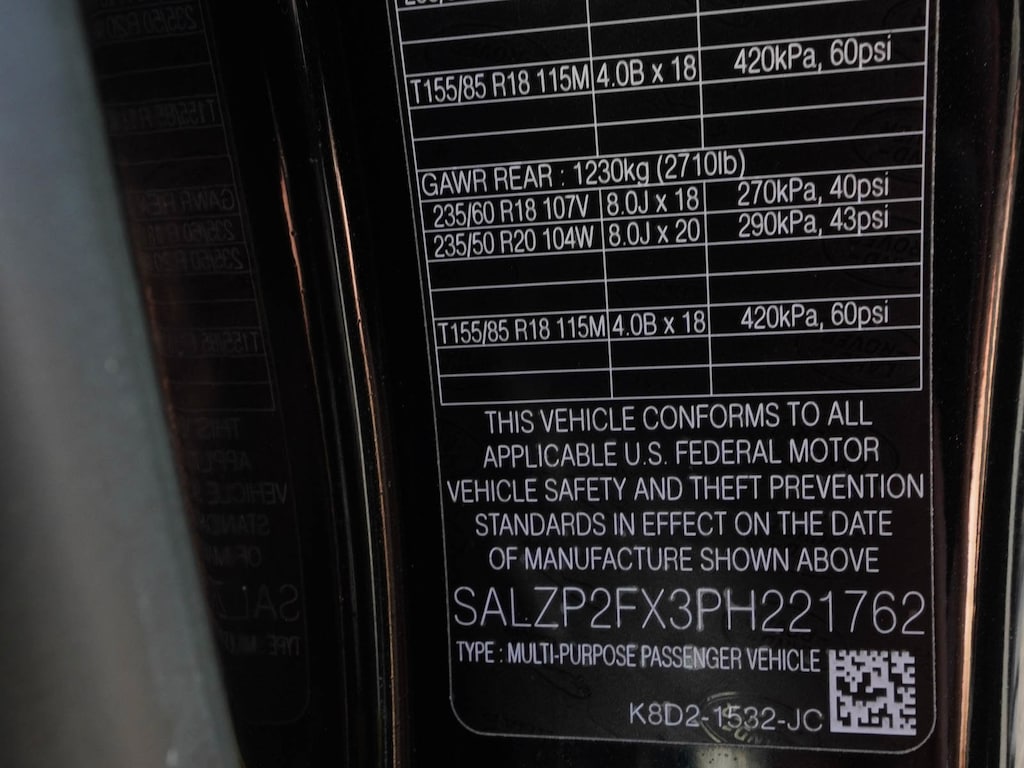 T155/85 R18 115M 4.0B x 18 420kPa, 60psi
GAWR REAR : 1230kg (2710lb)
235/60 R18 107V 8.0J x 18 270kPa, 40psi
235/50 R20 104W 8.0J x 20 290kPa, 43psi
T155/85 R18 115M 4.0B x 18 420kPa, 60psi
THIS VEHICLE CONFORMS TO ALL
APPLICABLE U.S. FEDERAL MOTOR
VEHICLE SAFETY AND THEFT PREVENTION
STANDARDS IN EFFECT ON THE DATE
OF MANUFACTURE SHOWN ABOVE
SALZP2FX3PH221762
TYPE : MULTI-PURPOSE PASSENGER VEHICLE
K8D2-1532-JC